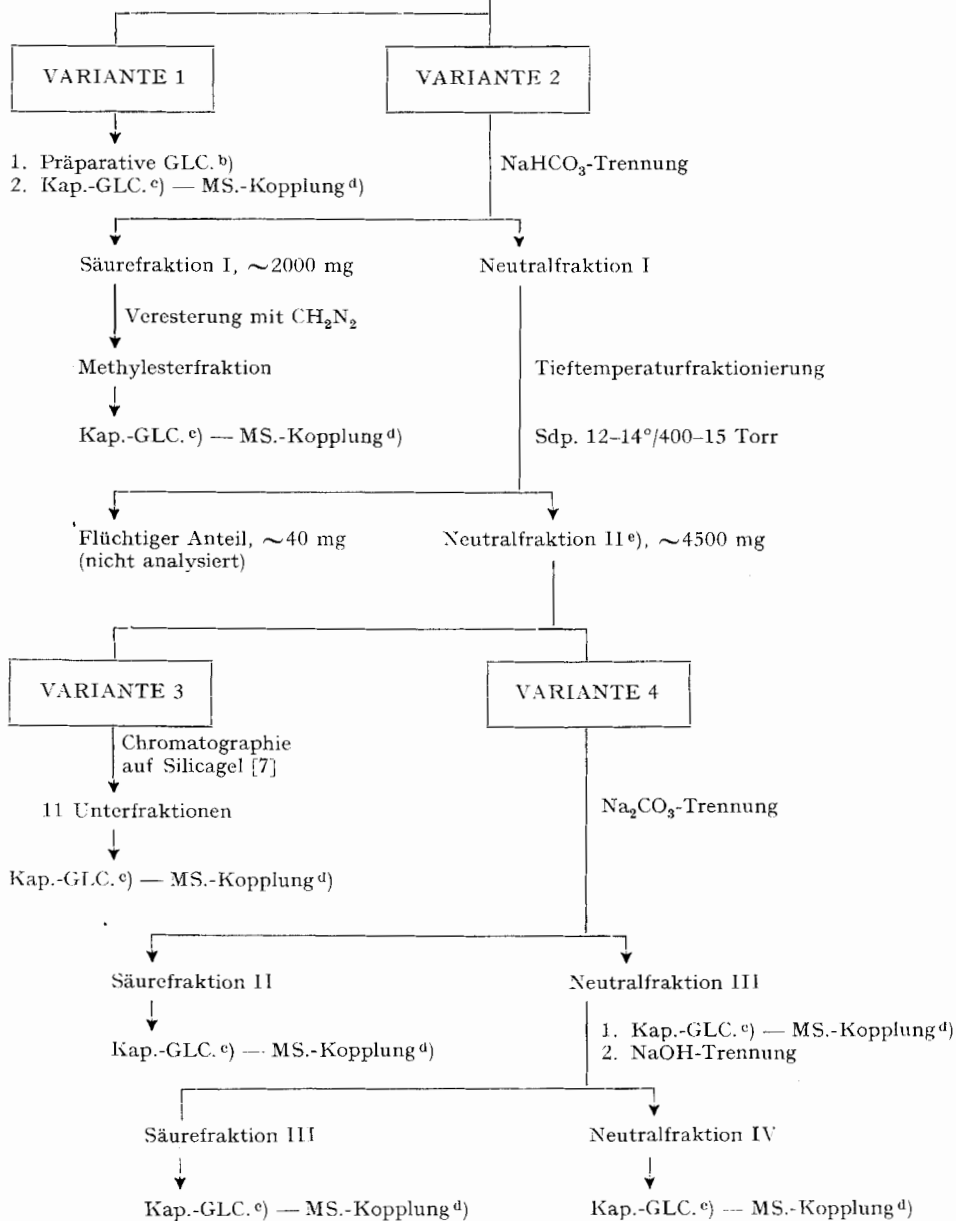 VARIANTE 1
VARIANTE 2
1. Präparative GLC. b)
2. Kap.-GLC. c) — MS.-Kopplung d)
NaHCO₃-Trennung
Säurefraktion I, ~2000 mg
Neutralfraktion I
Veresterung mit CH₂N₂
Methylesterfraktion
Tieftemperaturfraktionierung
Kap.-GLC. c) — MS.-Kopplung d)
Sdp. 12–14°/400–15 Torr
Flüchtiger Anteil, ~40 mg
(nicht analysiert)
Neutralfraktion II e), ~4500 mg
VARIANTE 3
VARIANTE 4
Chromatographie
auf Silicagel [7]
11 Unterfraktionen
Na₂CO₃-Trennung
Kap.-GLC. c) — MS.-Kopplung d)
Säurefraktion II
Neutralfraktion III
Kap.-GLC. c) — MS.-Kopplung d)
1. Kap.-GLC. c) — MS.-Kopplung d)
2. NaOH-Trennung
Säurefraktion III
Neutralfraktion IV
Kap.-GLC. c) — MS.-Kopplung d)
Kap.-GLC. c) — MS.-Kopplung d)